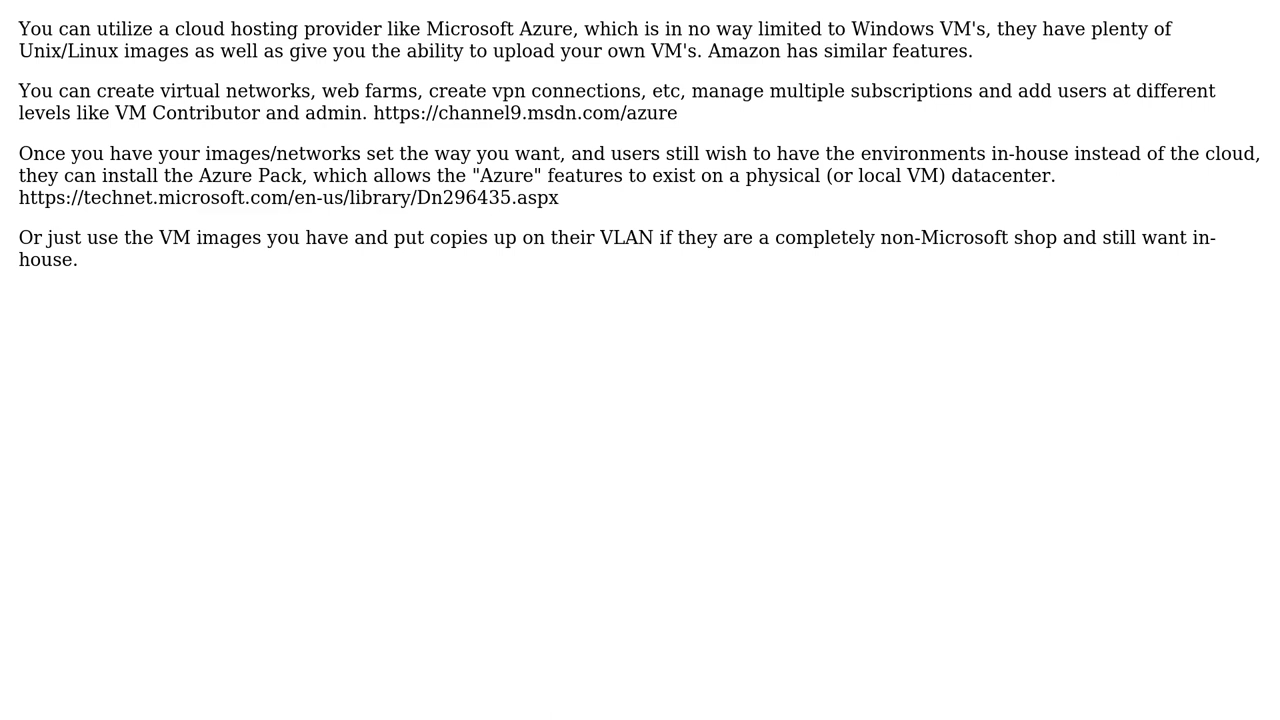 You can utilize a cloud hosting provider like Microsoft Azure, which is in no way limited to Windows VM's, they have plenty of
Unix/Linux images as well as give you the ability to upload your own VM's. Amazon has similar features.
You can create virtual networks, web farms, create vpn connections, etc, manage multiple subscriptions and add users at different
levels like VM Contributor and admin. https://channel9.msdn.com/azure
Once you have your images/networks set the way you want, and users still wish to have the environments in-house instead of the cloud,
they can install the Azure Pack, which allows the "Azure" features to exist on a physical (or local VM) datacenter.
https://technet.microsoft.com/en-us/library/Dn296435.aspx
Or just use the VM images you have and put copies up on their VLAN if they are a completely non-Microsoft shop and still want in-
house.